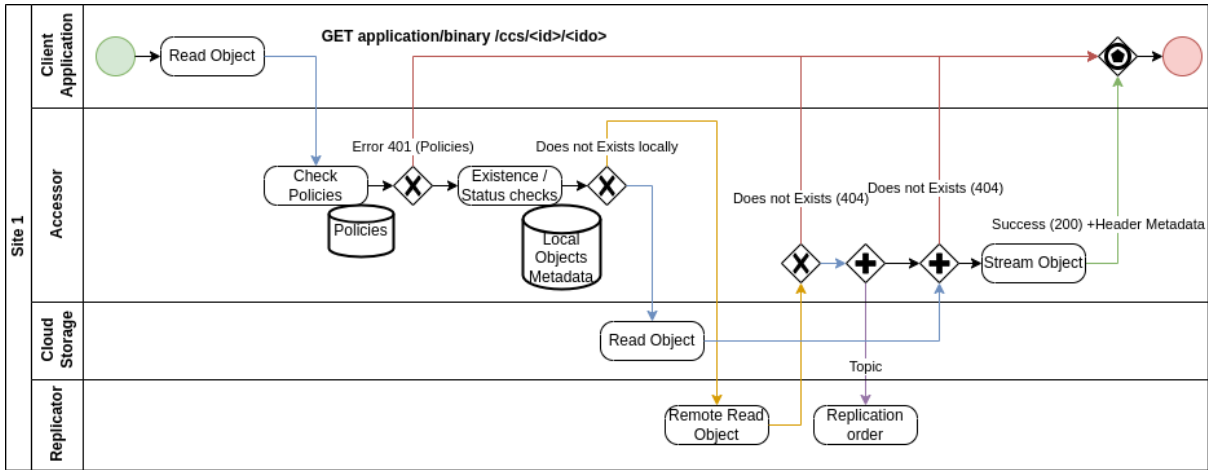 Site 1
Client
Application
Read Object
GET application/binary /ccs/<id>/<ido>
Accessor
Error 401 (Policies)
Does not Exists locally
Check
Policies
Policies
Existence /
Status checks
Local
Objects
Metadata
Does not Exists (404)
Does not Exists (404)
Success (200) +Header Metadata
Stream Object
Cloud
Storage
Read Object
Topic
Replicator
Remote Read
Object
Replication
order